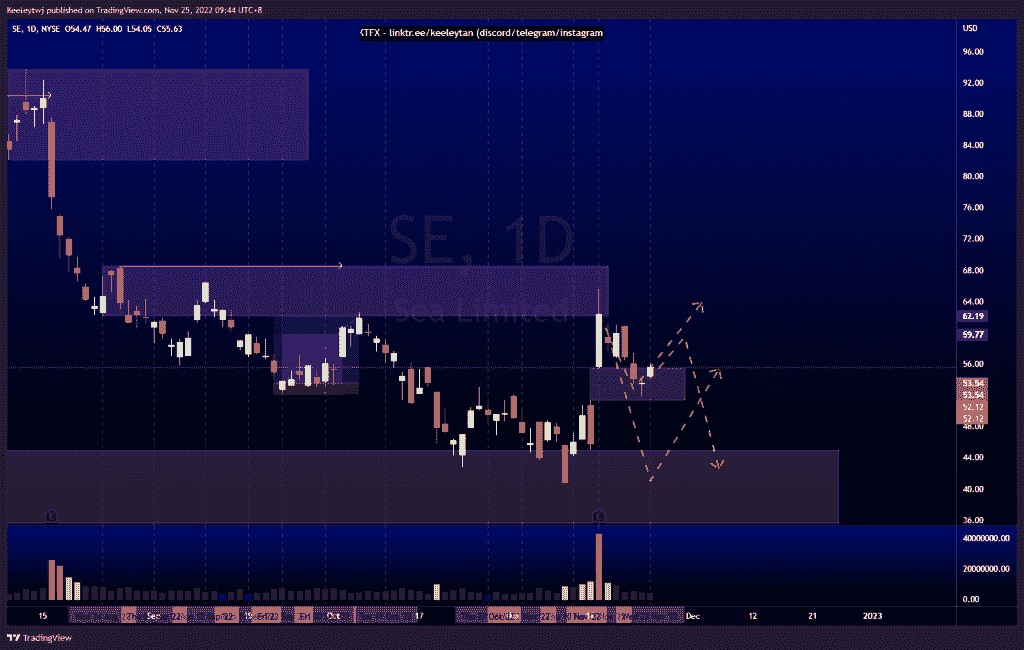 Keeleytwj published on TradingView.com, Nov 25, 2022 09:44 UTC+8
SE, 1D, NYSE O54.47 H56.00 L54.05 C55.63
KTFX - linktr.ee/keeleytan (discord/telegram/instagram
USD
96.00
92.00
88.00
84.00
80.00
76.00
72.00
68.00
64.00
62.19
59.77
56.00
53.54
53.54
52.12
52.12
48.00
44.00
40.00
36.00
SE, 1D
Sea Limited
E
E
40000000.00
20000000.00
0.00
15
Sep
15
Oct
17
Nov
Dec
12
21
2023
TradingView